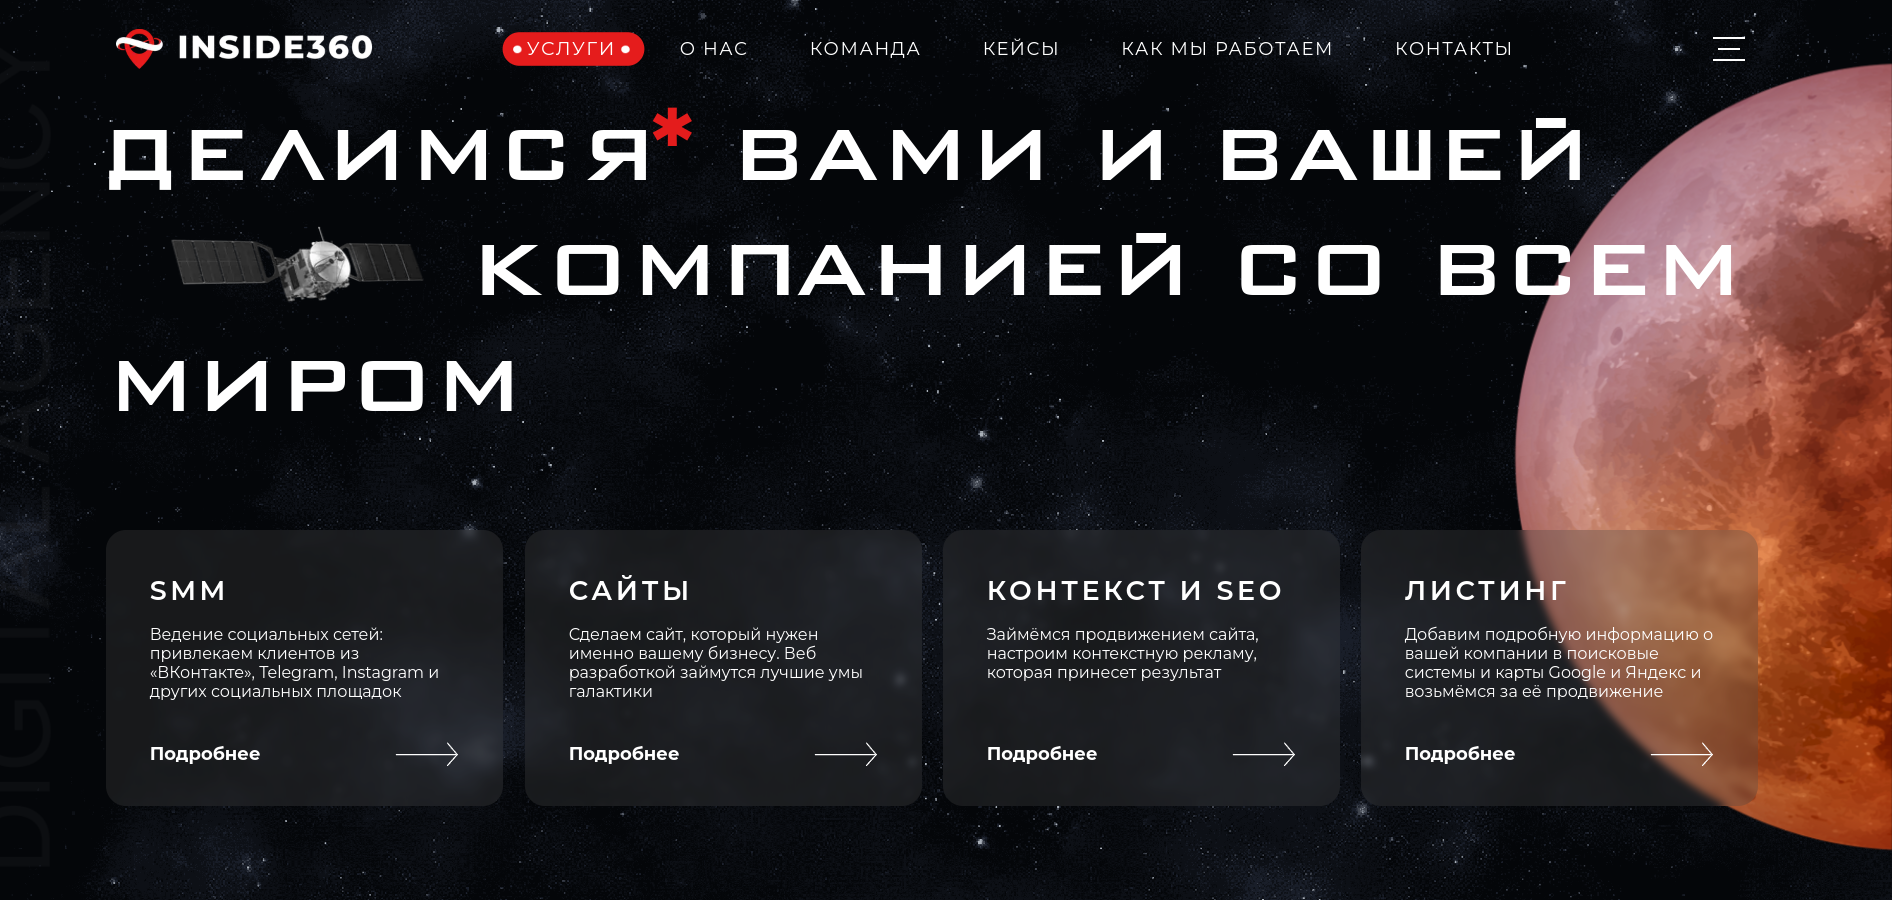 INSIDE360
УСЛУГИ
О НАС
КОМАНДА
КЕЙСЫ
КАК МЫ РАБОТАЕМ
КОНТАКТЫ
ДЕЛИМСЯ* ВАМИ И ВАШЕЙ
КОМПАНИЕЙ СО ВСЕМ
МИРОМ
DIGITAL AGENCY
SMM
Ведение социальных сетей:
привлекаем клиентов из
«ВКонтакте», Telegram, Instagram и
других социальных площадок
Подробнее
САЙТЫ
Сделаем сайт, который нужен
именно вашему бизнесу. Веб
разработкой займутся лучшие умы
галактики
Подробнее
КОНТЕКСТ И SEO
Займёмся продвижением сайта,
настроим контекстную рекламу,
которая принесет результат
Подробнее
ЛИСТИНГ
Добавим подробную информацию о
вашей компании в поисковые
системы и карты Google и Яндекс и
возьмёмся за её продвижение
Подробнее